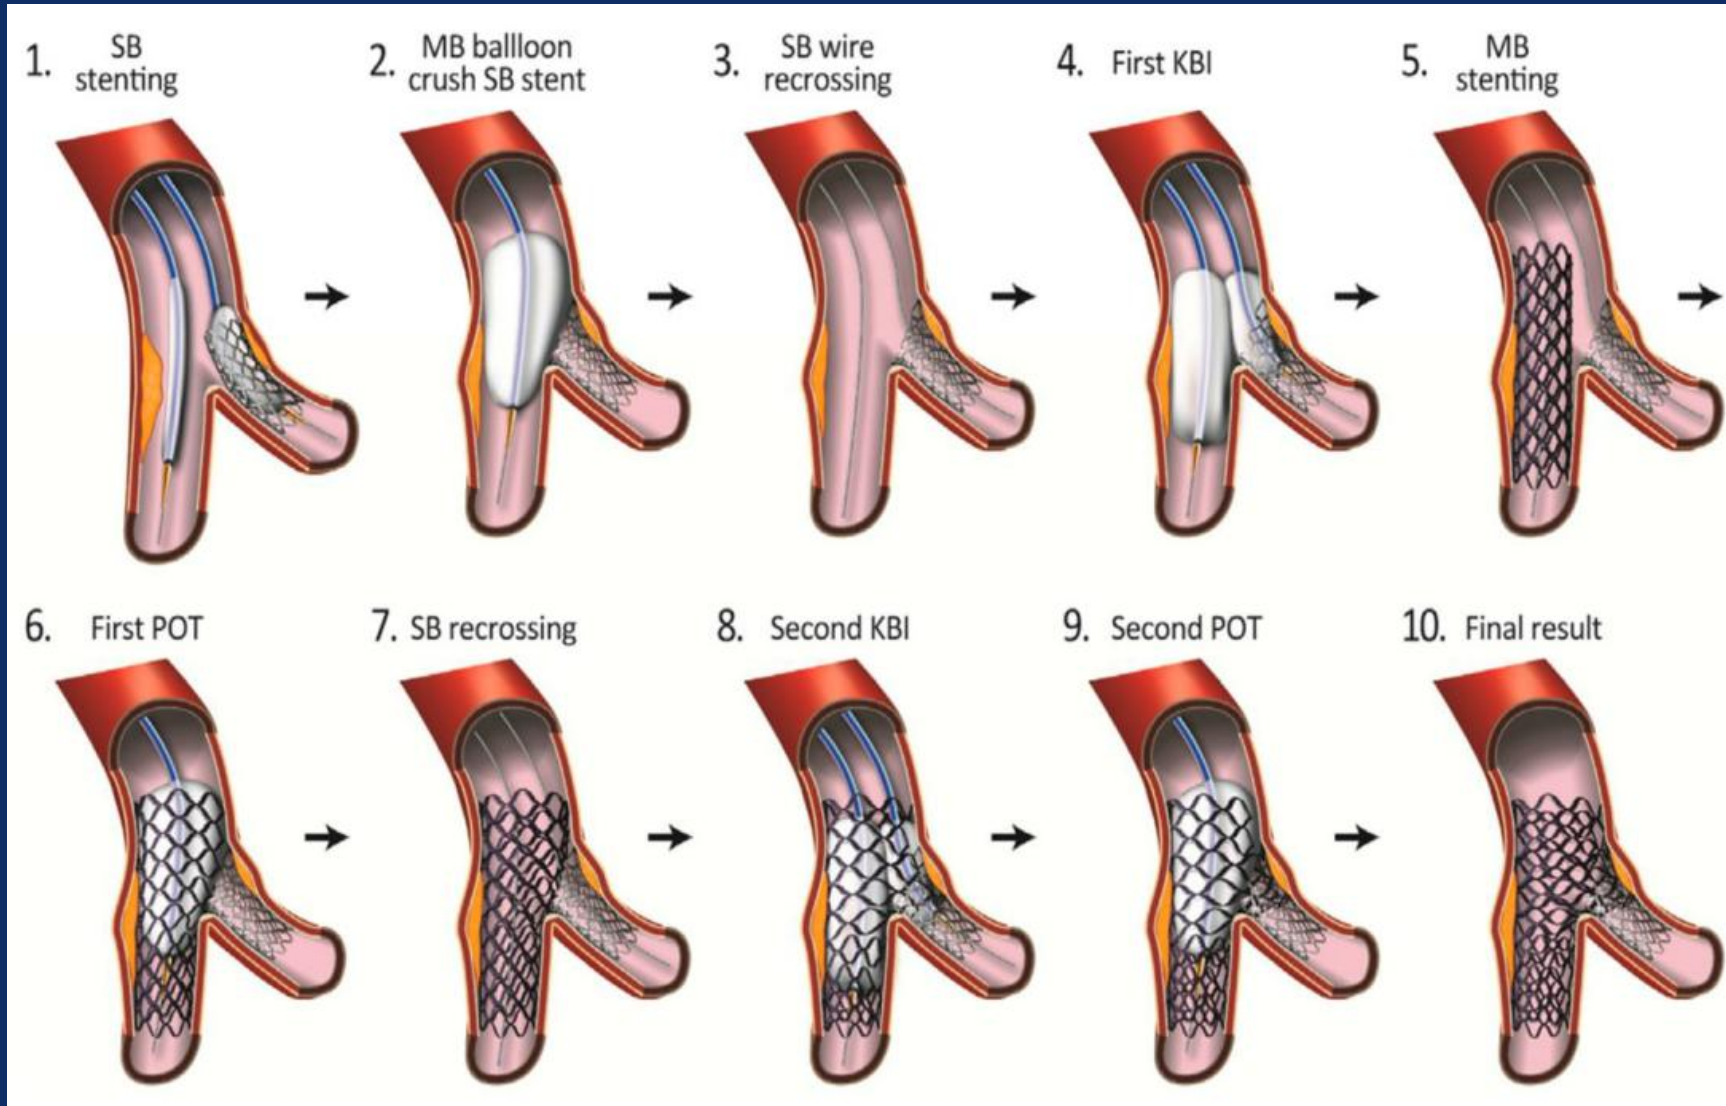 1. SB
stenting
2. MB ballloon
crush SB stent
3. SB wire
recrossing
4. First KBI
5. MB
stenting
6. First POT
7. SB recrossing
8. Second KBI
9. Second POT
10. Final result